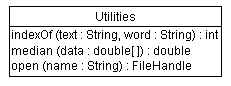 Utilities
indexOf (text : String, word : String) : int
median (data : double[ ]) : double
open (name : String) : FileHandle